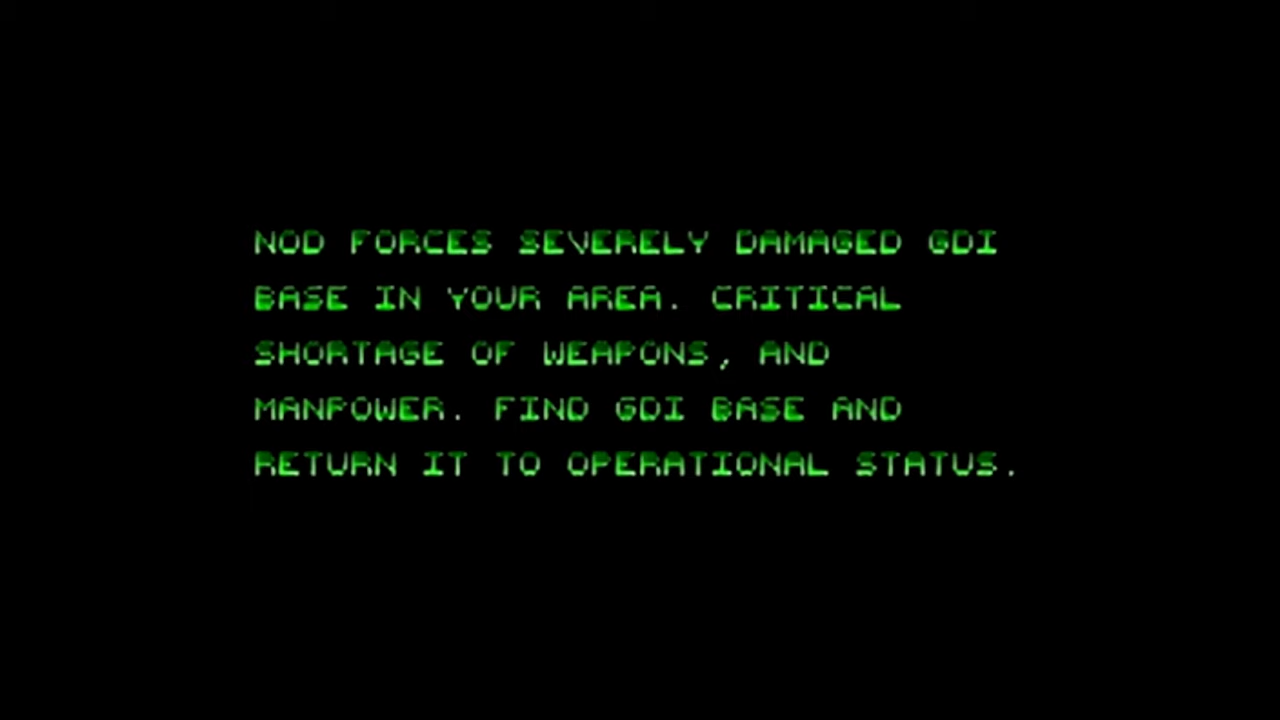 NOD FORCES SEVERELY DAMAGED GDI
BASE IN YOUR AREA. CRITICAL
SHORTAGE OF WEAPONS, AND
MANPOWER. FIND GDI BASE AND
RETURN IT TO OPERATIONAL STATUS.